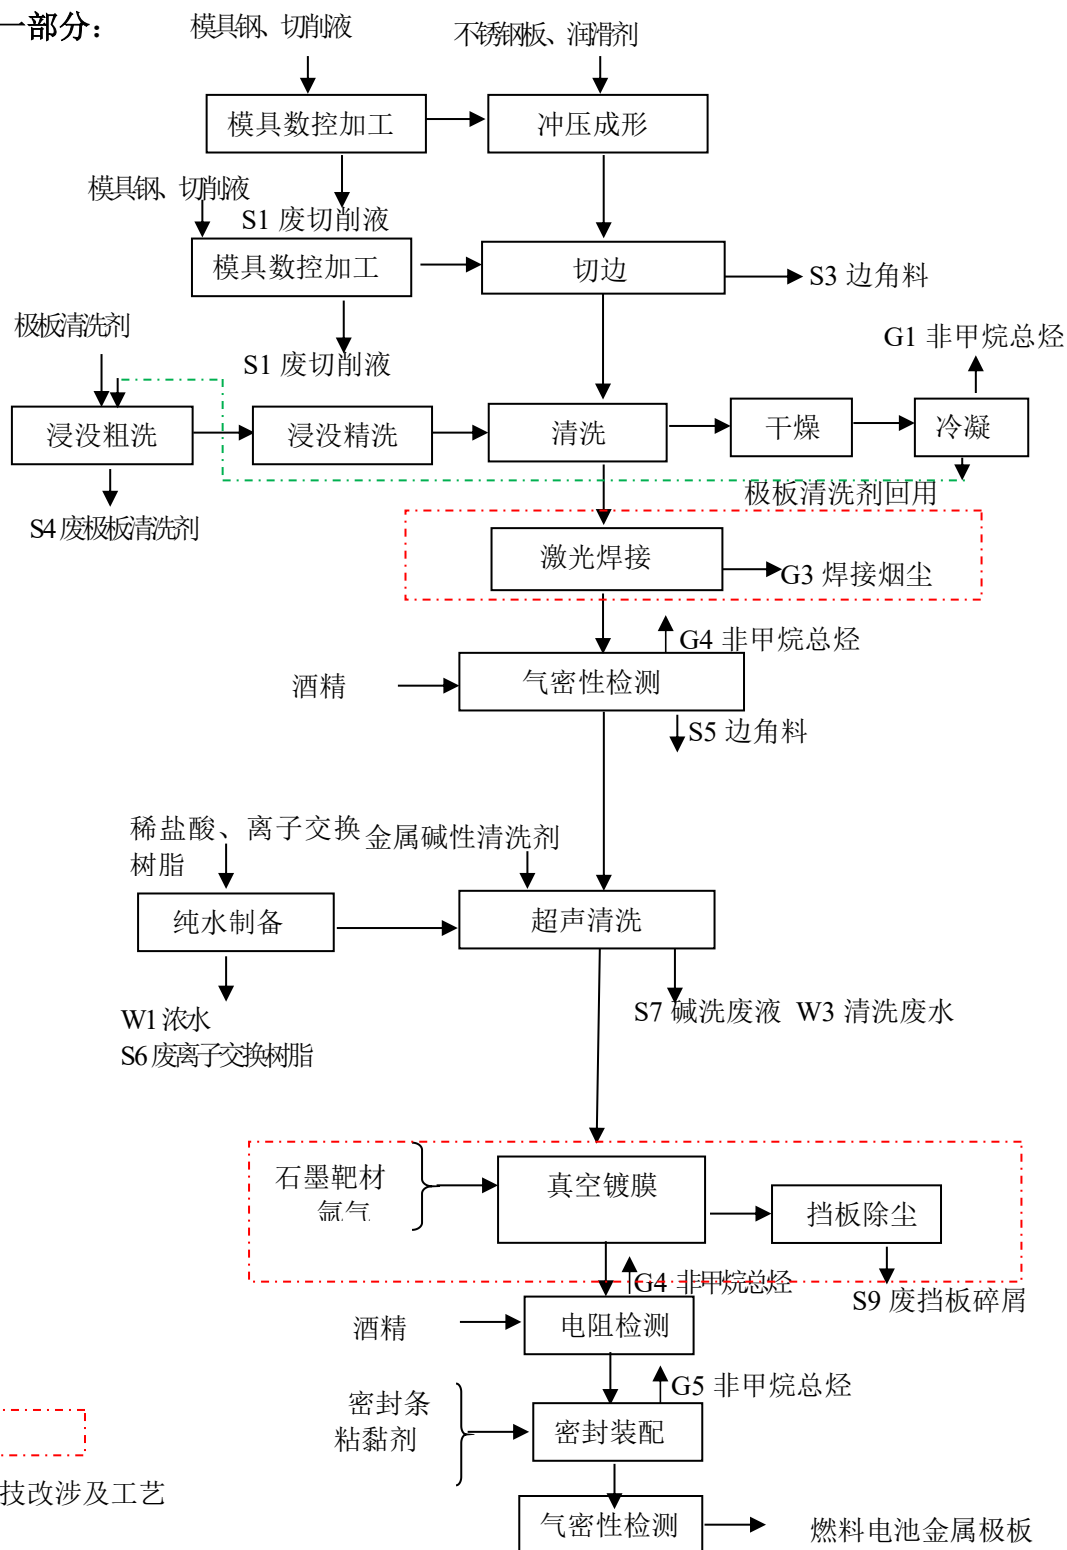 一部分：
模具钢、切削液
不锈钢板、润滑剂
模具数控加工
冲压成形
模具钢、切削液
S1 废切削液
模具数控加工
切边
S3 边角料
极板清洗剂
S1 废切削液
G1 非甲烷总烃
浸没粗洗
浸没精洗
清洗
干燥
冷凝
极板清洗剂回用
S4 废极板清洗剂
激光焊接
G3 焊接烟尘
G4 非甲烷总烃
酒精
气密性检测
S5 边角料
稀盐酸、离子交换
树脂
金属碱性清洗剂
纯水制备
超声清洗
W1 浓水
S6 废离子交换树脂
S7 碱洗废液 W3 清洗废水
石墨靶材
氩气
真空镀膜
挡板除尘
G4 非甲烷总烃
S9 废挡板碎屑
酒精
电阻检测
G5 非甲烷总烃
密封条
粘黏剂
密封装配
技改涉及工艺
气密性检测
燃料电池金属极板